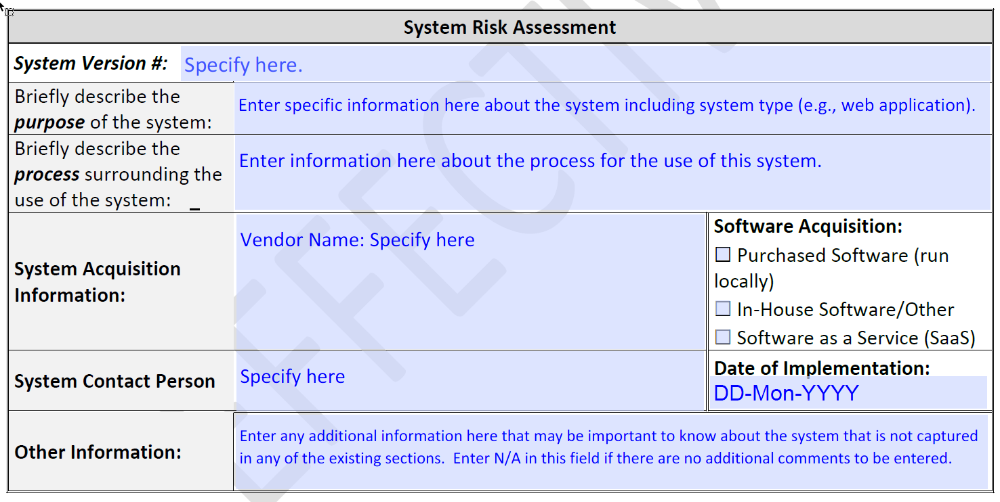 System Risk Assessment
System Version #: Specify here.
Briefly describe the
purpose of the system:
Enter specific information here about the system including system type (e.g., web application).
Briefly describe the
process surrounding the
use of the system:
Enter information here about the process for the use of this system.
System Acquisition
Information:
Vendor Name: Specify here
Software Acquisition:
☐ Purchased Software (run
locally)
☐ In-House Software/Other
☐ Software as a Service (SaaS)
System Contact Person
Specify here
Date of Implementation:
DD-Mon-YYYY
Other Information:
Enter any additional information here that may be important to know about the system that is not captured
in any of the existing sections.  Enter N/A in this field if there are no additional comments to be entered.